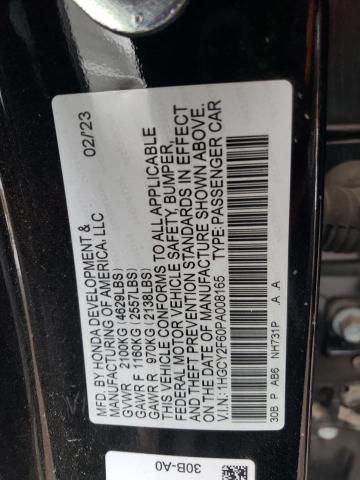 MFD. BY HONDA DEVELOPMENT & 02/23
MANUFACTURING OF AMERICA, LLC
GVWR 2100KG (4629LBS)
GAWR F 1160KG (2557LBS)
GAWR R 970KG (2138LBS)
THIS VEHICLE CONFORMS TO ALL APPLICABLE
FEDERAL MOTOR VEHICLE SAFETY, BUMPER,
AND THEFT PREVENTION STANDARDS IN EFFECT
ON THE DATE OF MANUFACTURE SHOWN ABOVE.
V.I.N.: 1HGCY2F60PA008165 TYPE: PASSENGER CAR
30B P AB6 NH731P A A
30B-A0